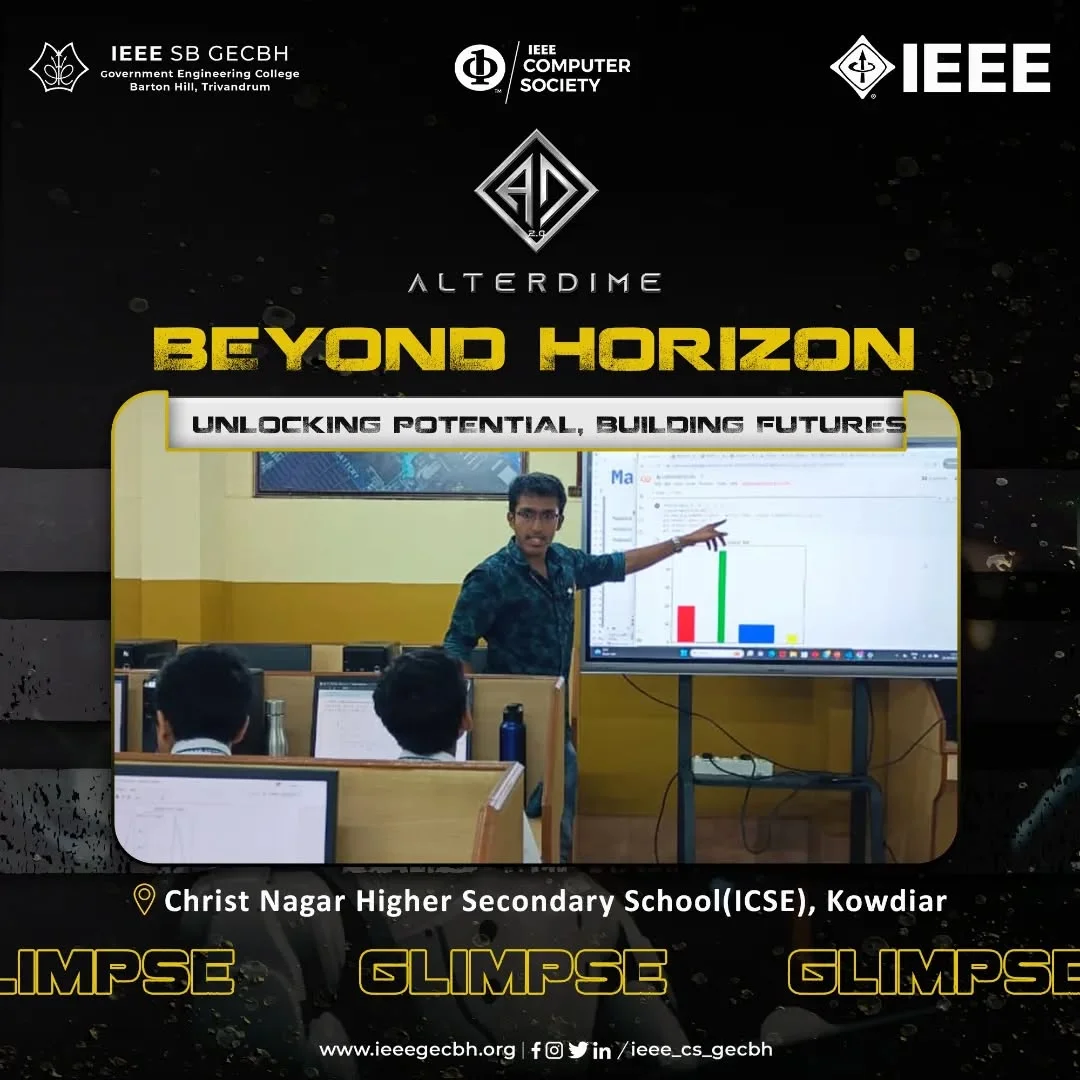 IEEE SB GECBH
Government Engineering College
Barton Hill, Trivandrum
IEEE
COMPUTER
SOCIETY
TM
IEEE
®
AD
2.0
ALTERDIME
BEYOND HORIZON
UNLOCKING POTENTIAL, BUILDING FUTURES
Ma
Christ Nagar Higher Secondary School(ICSE), Kowdiar
LIMPSE GLIMPSE GLIMPSE
www.ieeegecbh.org | /ieee_cs_gecbh